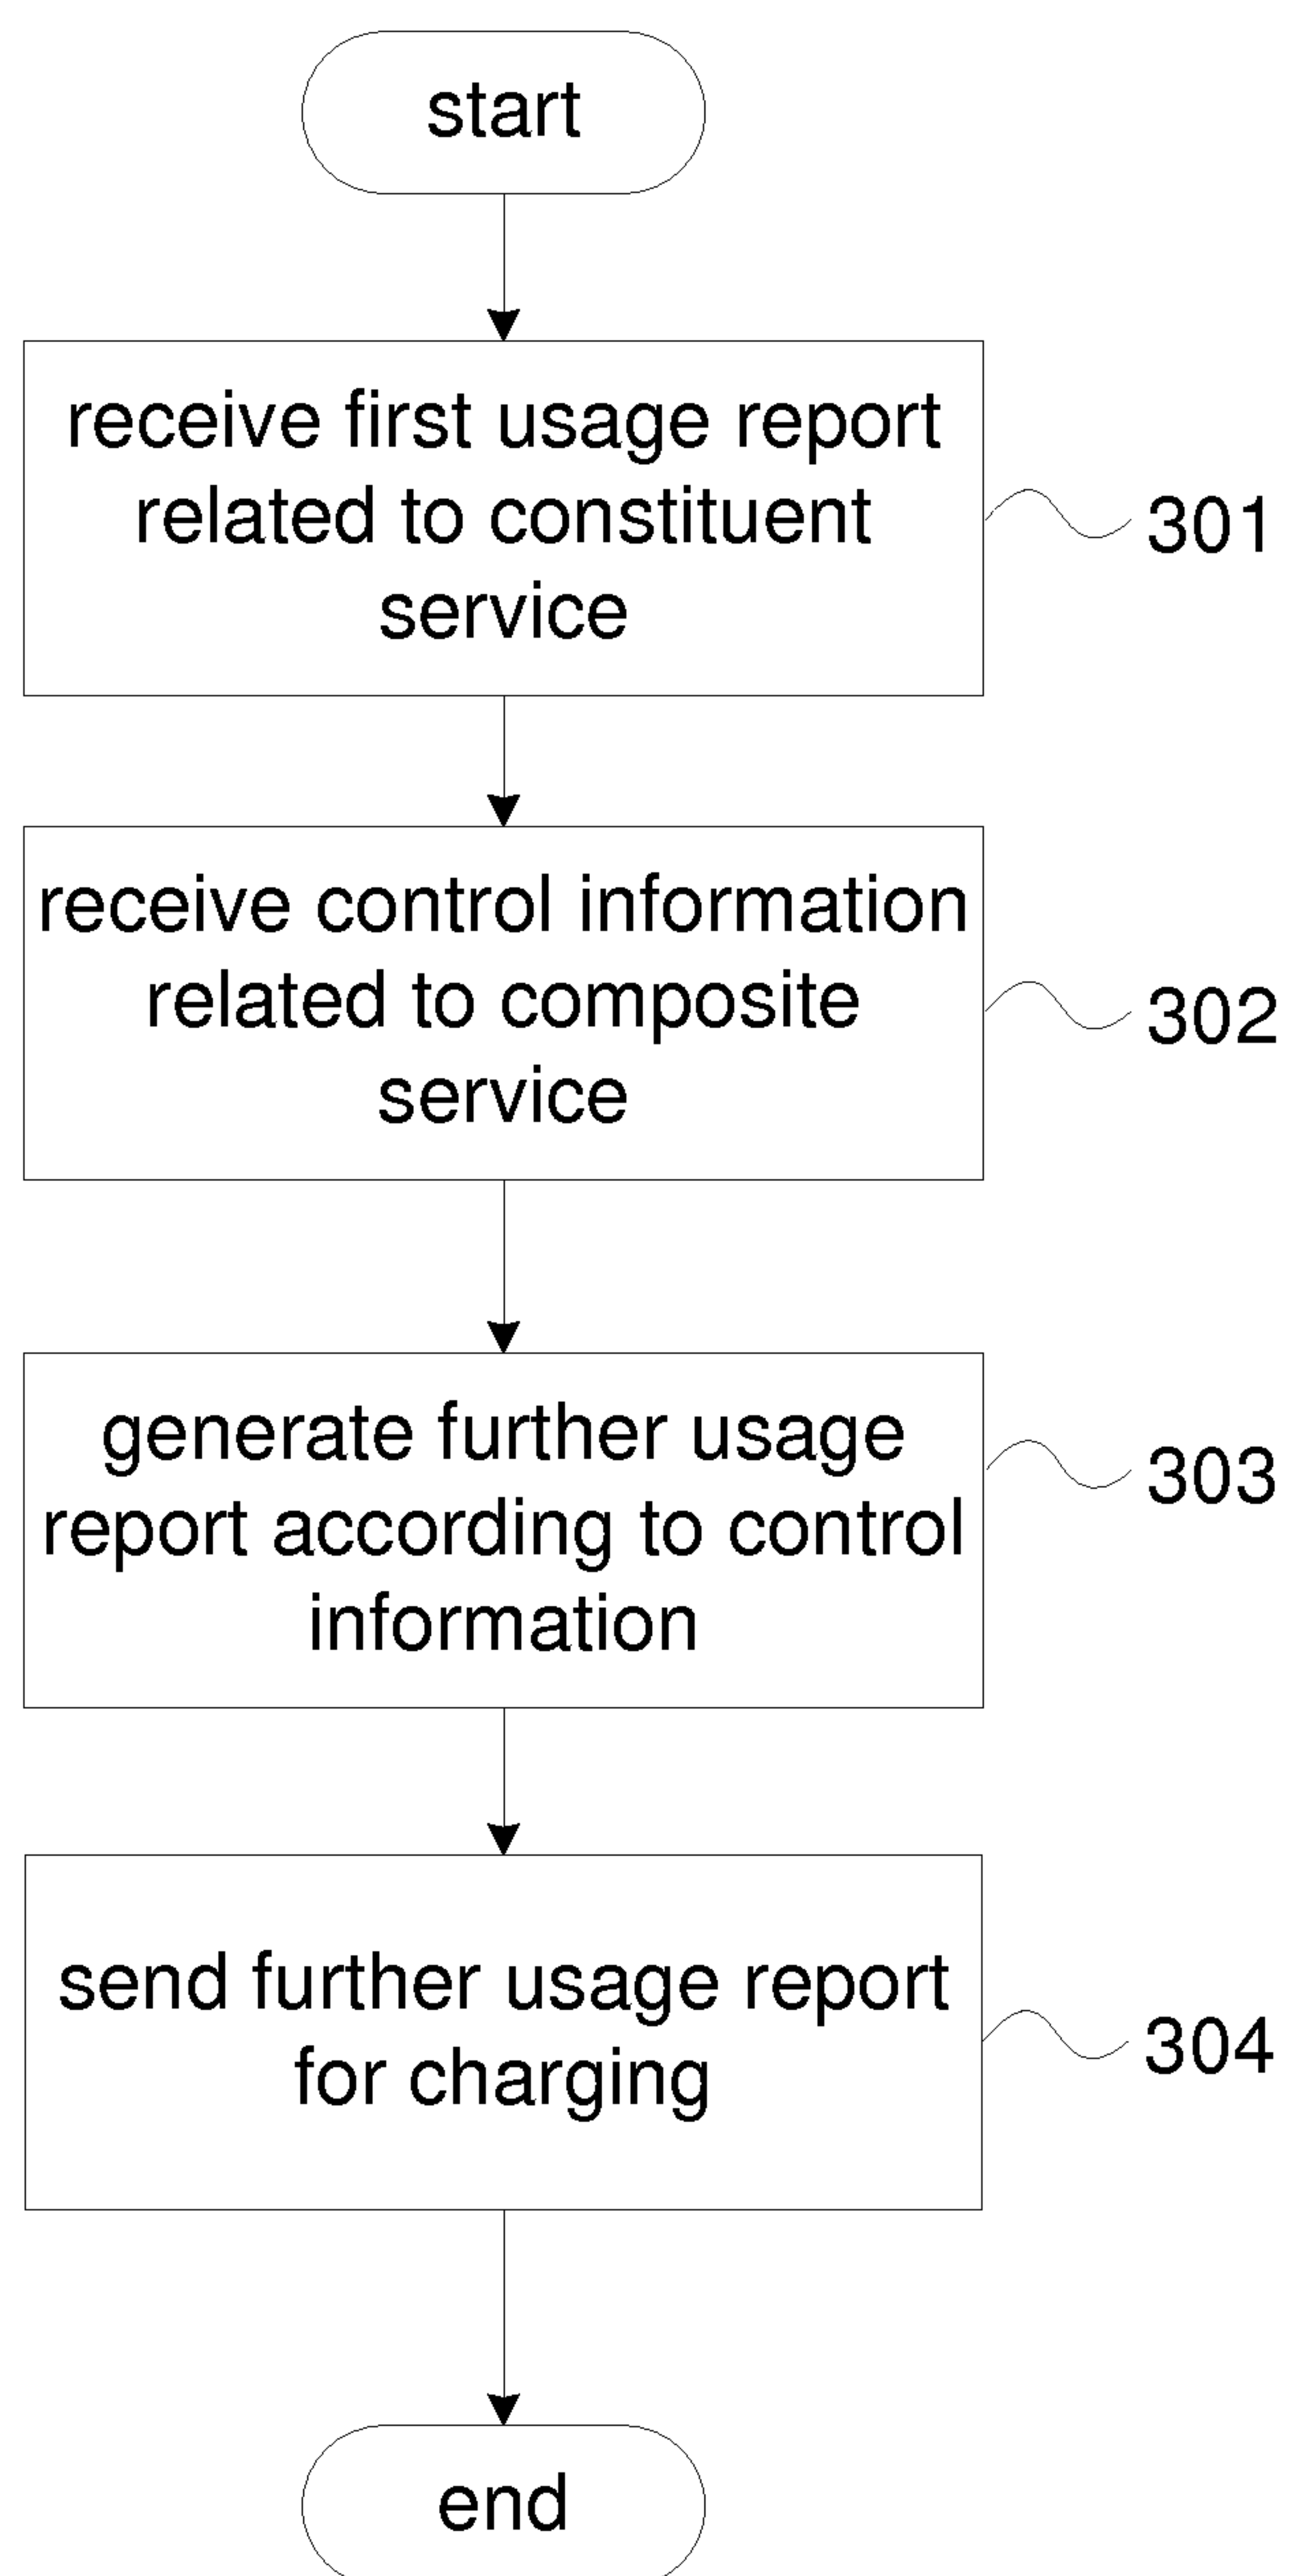 start
receive first usage report
related to constituent
service
301
receive control information
related to composite
service
302
generate further usage
report according to control
information
303
send further usage report
for charging
304
end